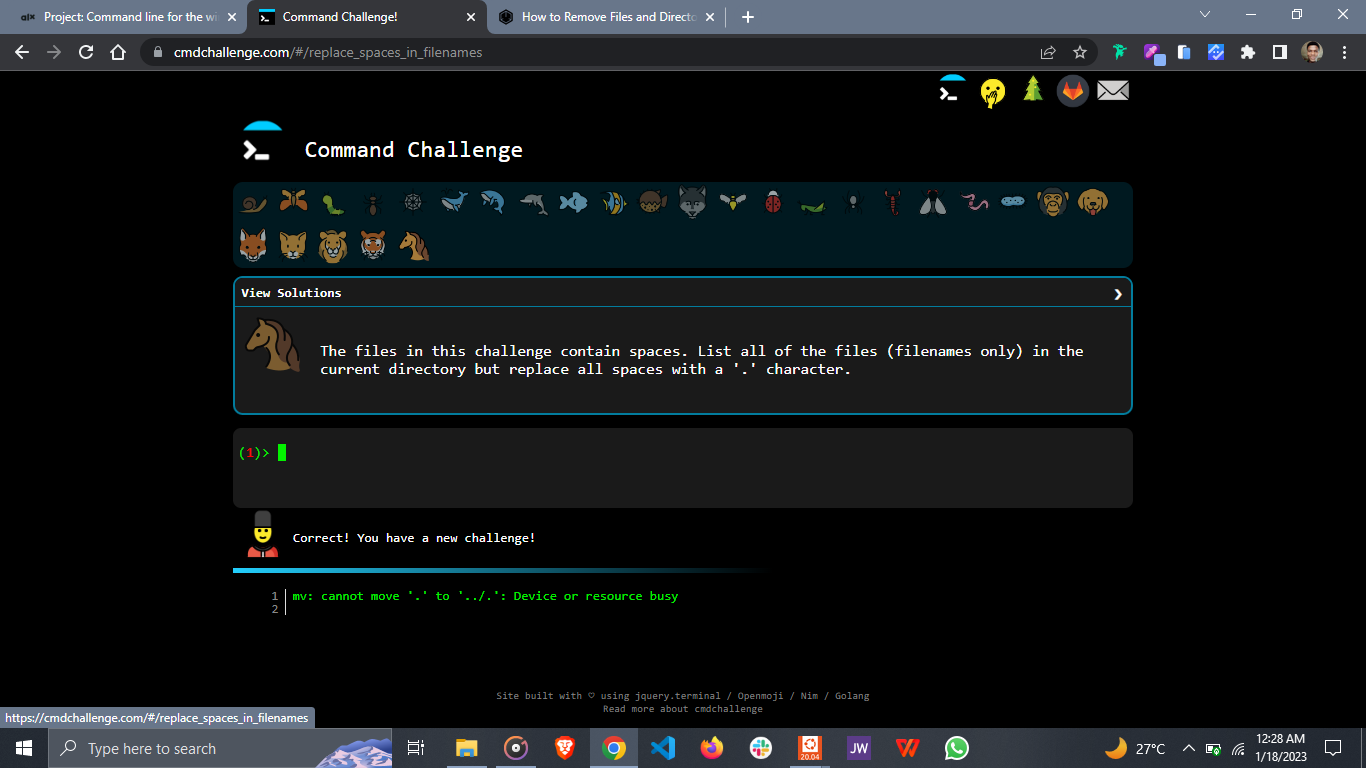 Project: Command line for the wi
Command Challenge!
How to Remove Files and Directo
cmdchallenge.com/#/replace_spaces_in_filenames
Command Challenge
View Solutions
The files in this challenge contain spaces. List all of the files (filenames only) in the
current directory but replace all spaces with a '.' character.
(1)>
Correct! You have a new challenge!
1 mv: cannot move '.' to '../.': Device or resource busy
2
Site built with ♡ using jquery.terminal / Openmoji / Nim / Golang
Read more about cmdchallenge
https://cmdchallenge.com/#/replace_spaces_in_filenames
Type here to search
20.04
JW
27°C
12:28 AM
1/18/2023